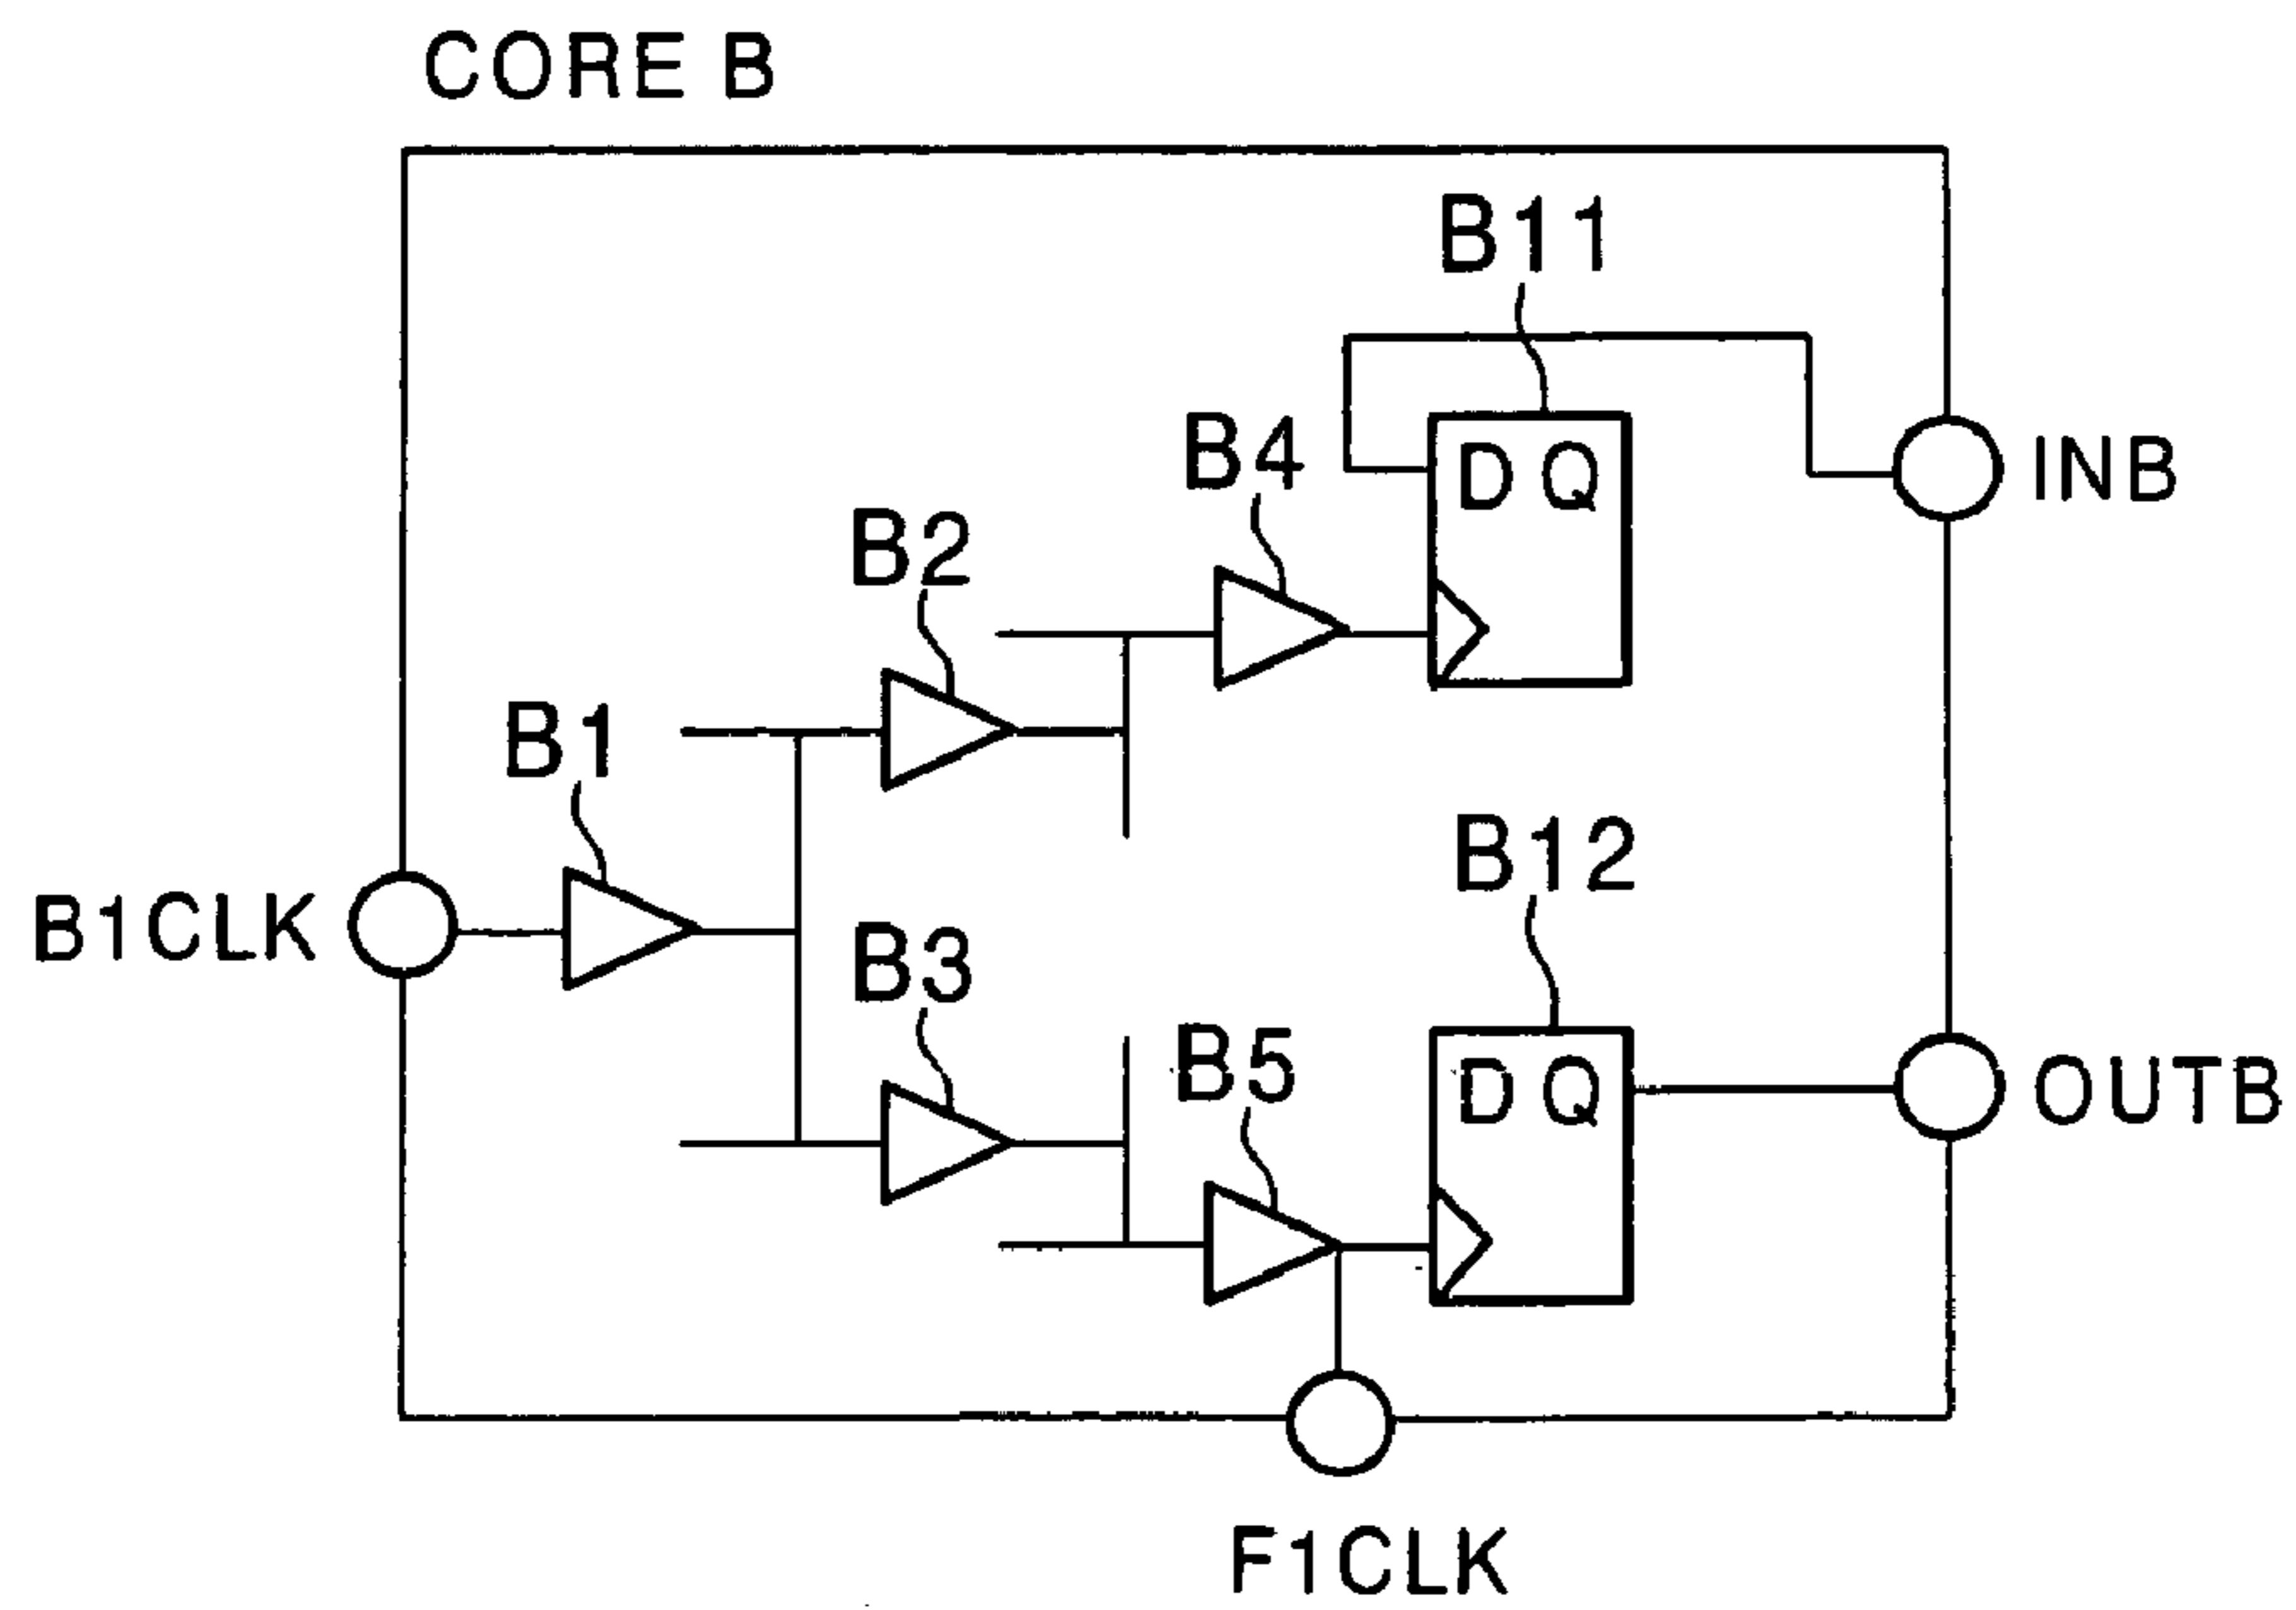 CORE B
B11
B4
D Q
INB
B2
B1
B12
B1CLK
B3
B5
D Q
OUTB
F1CLK